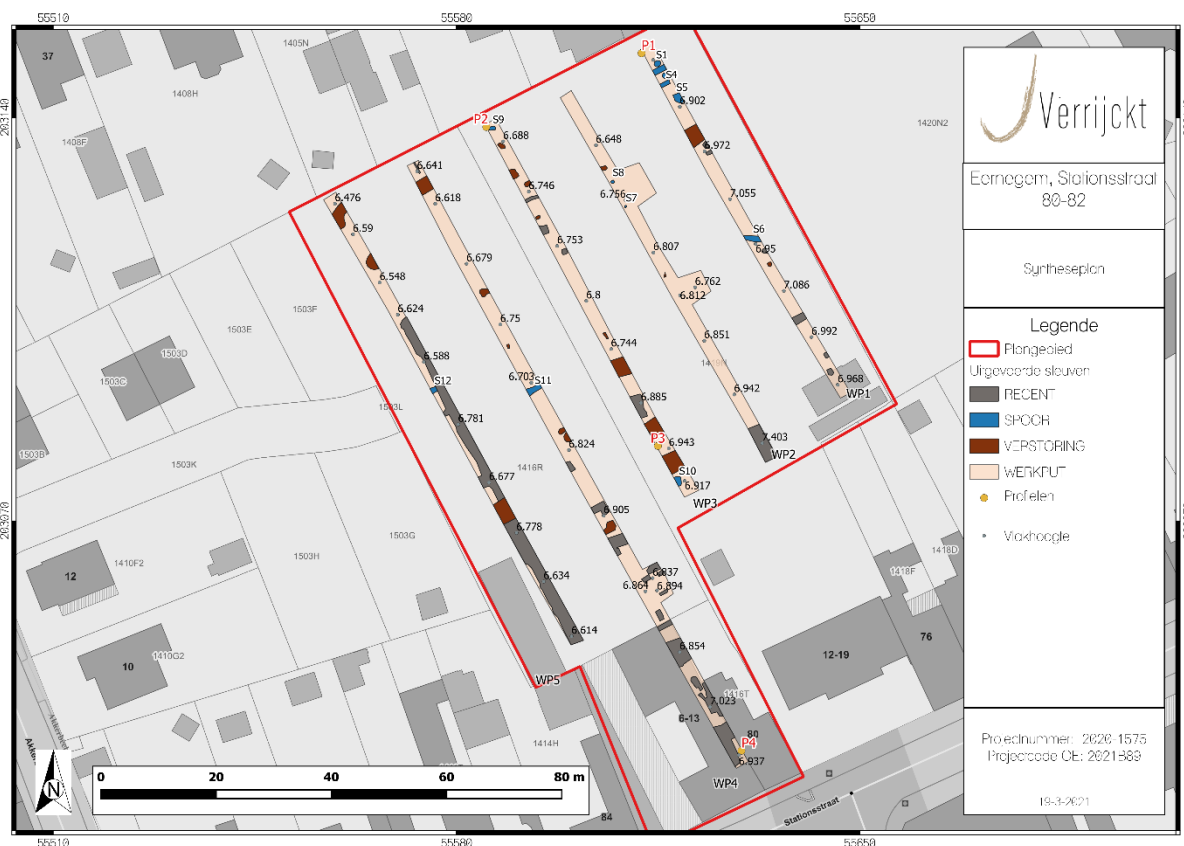 55510
55580
55650
203140
203070
55510
55580
55650
37
1405N
1408H
1408F
1420N2
P1
S1
S4
S5
6.902
6.972
7.055
S6
6.95
7.086
6.992
6.968
WP1
6.648
S8
6.756
S7
6.807
6.762
6.812
6.851
1419N
6.942
7.403
WP2
P2
S9
6.688
6.746
6.753
6.8
6.744
6.885
P3
6.943
S10
6.917
WP3
6.641
6.618
6.679
6.75
6.703
S11
6.824
1416R
6.905
6.837
6.864
6.894
6.854
7.023
1416T
6-13
80
P4
6.937
WP4
6.476
6.59
6.548
6.624
6.588
S12
6.781
6.677
6.778
6.634
6.614
WP5
1503F
1503E
1503D
1503C
1503L
1503B
1503K
1503G
1503H
12
1410F2
10
1410G2
1414H
84
12-19
76
1418F
1418D
Stationsstraat
N
0 20 40 60 80 m
Verrijckt
Eernegem, Stationsstraat
80-82
Syntheseplan
Legende
Plangebied
Uitgevoerde sleuven
RECENT
SPOOR
VERSTORING
WERKPUT
Profielen
Vlakhoogte
Projectnummer: 2020-1575
Projectcode OE: 2021B89
19-3-2021